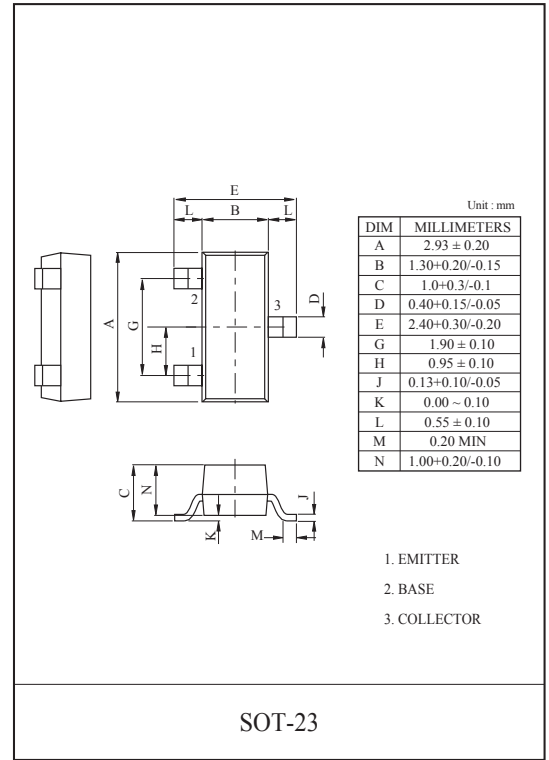 E
L B L
2
3
D
A
G
H
1
C
N
K
M
J
Unit : mm
DIM MILLIMETERS
A 2.93 ± 0.20
B 1.30+0.20/-0.15
C 1.0+0.3/-0.1
D 0.40+0.15/-0.05
E 2.40+0.30/-0.20
G 1.90 ± 0.10
H 0.95 ± 0.10
J 0.13+0.10/-0.05
K 0.00 ~ 0.10
L 0.55 ± 0.10
M 0.20 MIN
N 1.00+0.20/-0.10
1. EMITTER
2. BASE
3. COLLECTOR
SOT-23